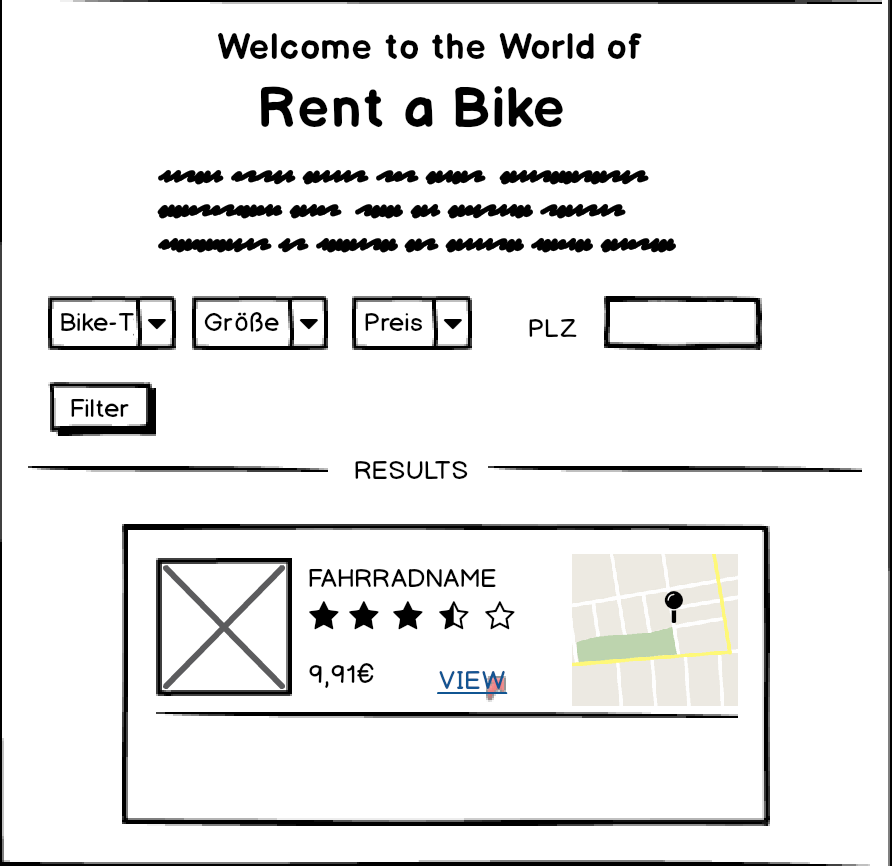 Welcome to the World of
Rent a Bike
Bike-T Größe Preis PLZ
Filter
RESULTS
FAHRRADNAME
9,91€ VIEW